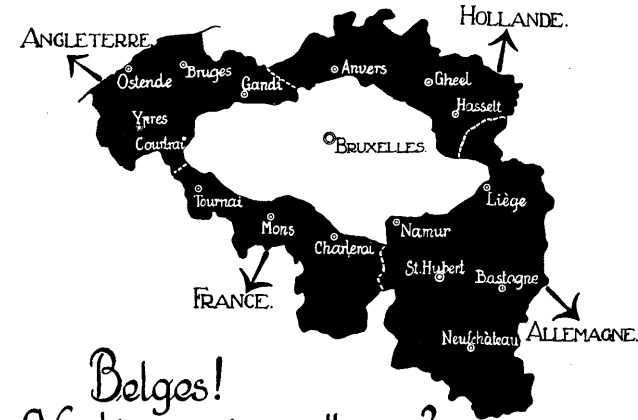 HOLLANDE.
ANGLETERRE.
Ostende
Bruges
Gand
Anvers
Gheel
Hasselt
Ypres
Courtrai
BRUXELLES.
Tournai
Mons
Charleroi
Namur
Liège
St. Hubert
Bastogne
FRANCE.
Neufchâteau
ALLEMAGNE.
Belges!